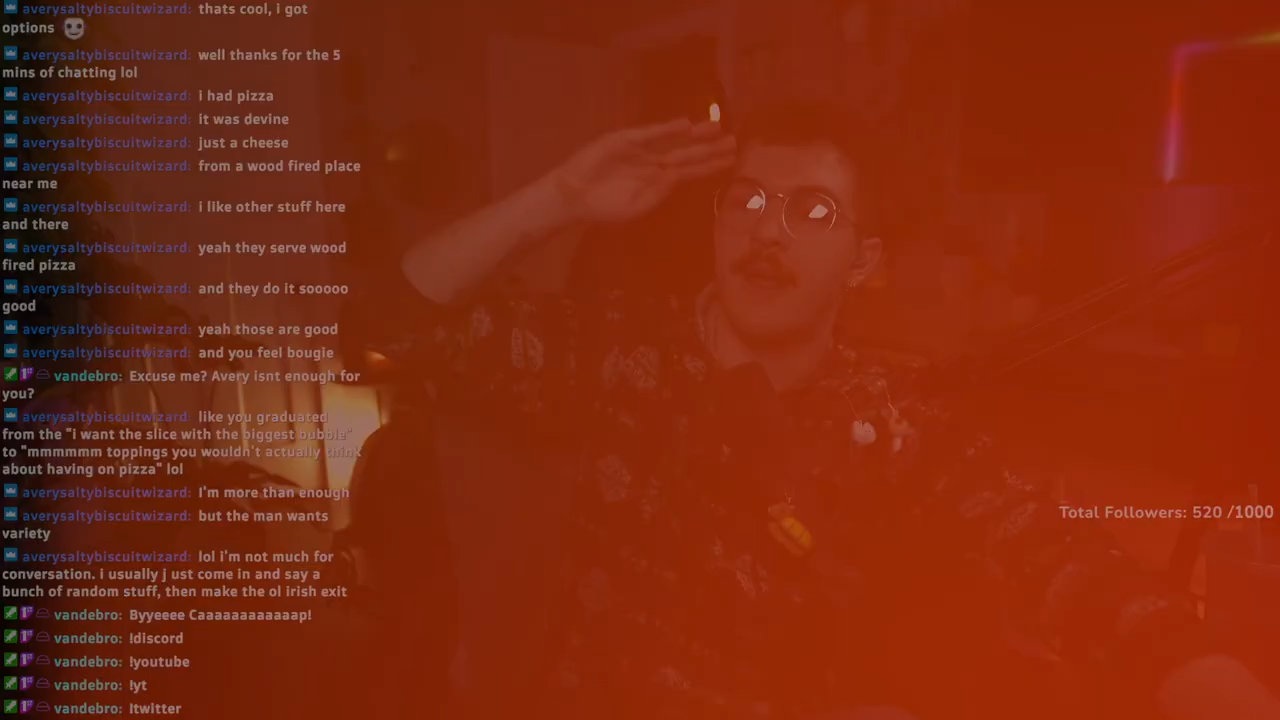 averysaltybiscuitwizard: thats cool, i got
options
averysaltybiscuitwizard: well thanks for the 5
mins of chatting lol
averysaltybiscuitwizard: i had pizza
averysaltybiscuitwizard: it was devine
averysaltybiscuitwizard: just a cheese
averysaltybiscuitwizard: from a wood fired place
near me
averysaltybiscuitwizard: i like other stuff here
and there
averysaltybiscuitwizard: yeah they serve wood
fired pizza
averysaltybiscuitwizard: and they do it sooooo
good
averysaltybiscuitwizard: yeah those are good
averysaltybiscuitwizard: and you feel bougie
vandebro: Excuse me? Avery isnt enough for
you?
averysaltybiscuitwizard: like you graduated
from the "i want the slice with the biggest bubble"
to "mmmmmm toppings you wouldn't actually think
about having on pizza" lol
averysaltybiscuitwizard: I'm more than enough
averysaltybiscuitwizard: but the man wants
variety
averysaltybiscuitwizard: lol i'm not much for
conversation. i usually j ust come in and say a
bunch of random stuff, then make the ol irish exit
vandebro: Byyeeee Caaaaaaaaaaap!
vandebro: !discord
vandebro: !youtube
vandebro: !yt
vandebro: !twitter
Total Followers: 520 /1000